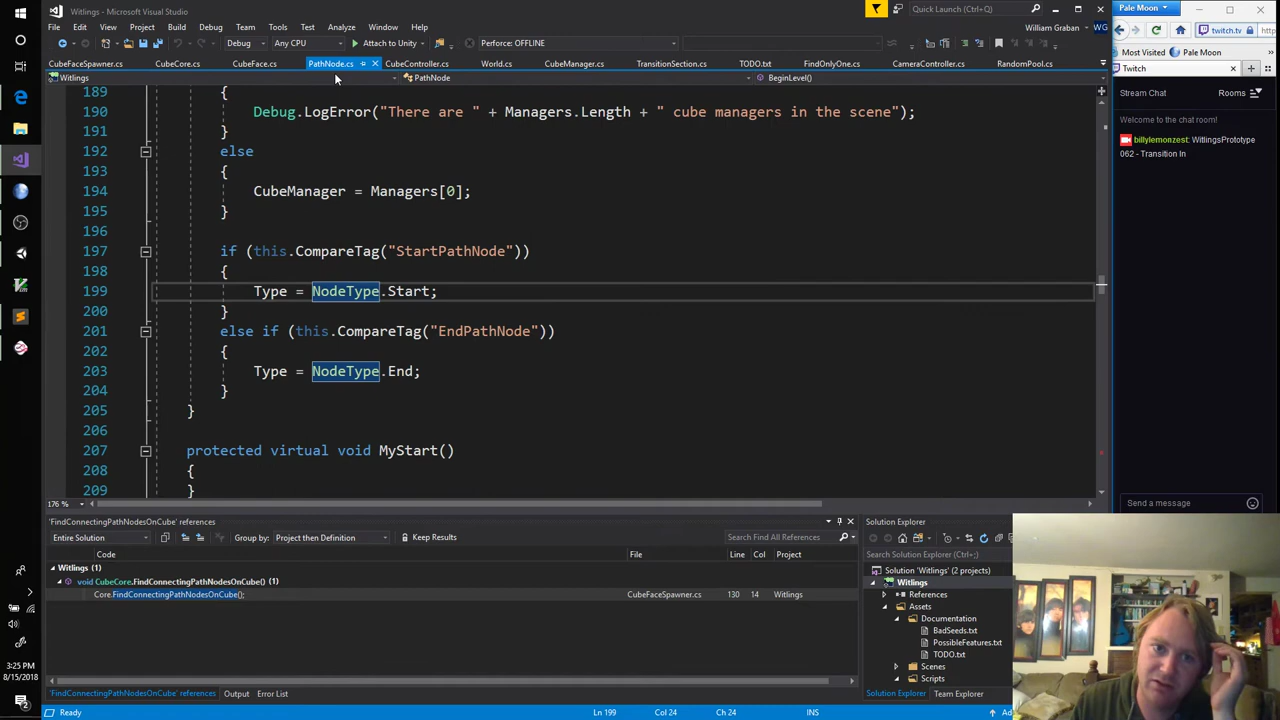 Witlings - Microsoft Visual Studio
Quick Launch (Ctrl+Q)
Pale Moon
File Edit View Project Build Debug Team Tools Test Analyze Window Help
William Graban WG
twitch.tv
Debug Any CPU Attach to Unity Perforce: OFFLINE
Most Visited Pale Moon
CubeFaceSpawner.cs CubeCore.cs CubeFace.cs PathNode.cs CubeController.cs World.cs CubeManager.cs TransitionSection.cs TODO.txt FindOnlyOne.cs CameraController.cs RandomPool.cs
Twitch
Witlings PathNode BeginLevel()
Stream Chat Rooms
Welcome to the chat room!
billylemonzest: WitlingsPrototype
062 - Transition In
189 {
190 Debug.LogError("There are " + Managers.Length + " cube managers in the scene");
191 }
192 else
193 {
194 CubeManager = Managers[0];
195 }
196
197 if (this.CompareTag("StartPathNode"))
198 {
199 Type = NodeType.Start;
200 }
201 else if (this.CompareTag("EndPathNode"))
202 {
203 Type = NodeType.End;
204 }
205 }
206
207 protected virtual void MyStart()
208 {
209 }
176 %
Send a message
'FindConnectingPathNodesOnCube' references
Entire Solution Group by: Project then Definition Keep Results Search Find All References
Code File Line Col Project
Witlings (1)
void CubeCore.FindConnectingPathNodesOnCube() (1)
Core.FindConnectingPathNodesOnCube(); CubeFaceSpawner.cs 130 14 Witlings
Solution Explorer
Search Solution Explorer (Ctrl+;)
Solution 'Witlings' (2 projects)
Witlings
References
Assets
Documentation
BadSeeds.txt
PossibleFeatures.txt
TODO.txt
Scenes
Scripts
Solution Explorer Team Explorer
'FindConnectingPathNodesOnCube' references Output Error List
Ready Ln 199 Col 24 Ch 24 INS
3:25 PM
8/15/2018
2